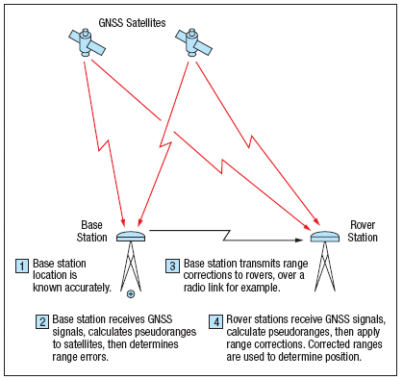 GNSS Satellites
Base
Station
Rover
Station
1 Base station
location is
known accurately.
3 Base station transmits range
corrections to rovers, over a
radio link for example.
2 Base station receives GNSS
signals, calculates pseudoranges
to satellites, then determines
range errors.
4 Rover stations receive GNSS signals,
calculate pseudoranges, then apply
range corrections. Corrected ranges
are used to determine position.